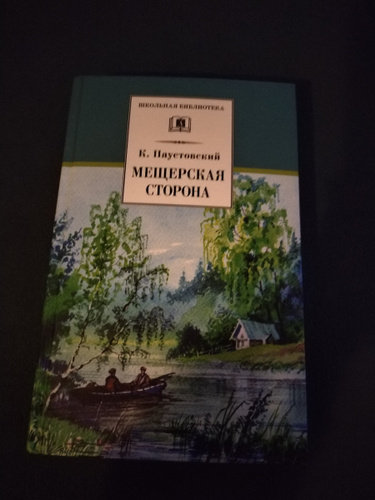 ШКОЛЬНАЯ БИБЛИОТЕКА
К. Паустовский
МЕЩЕРСКАЯ
СТОРОНА